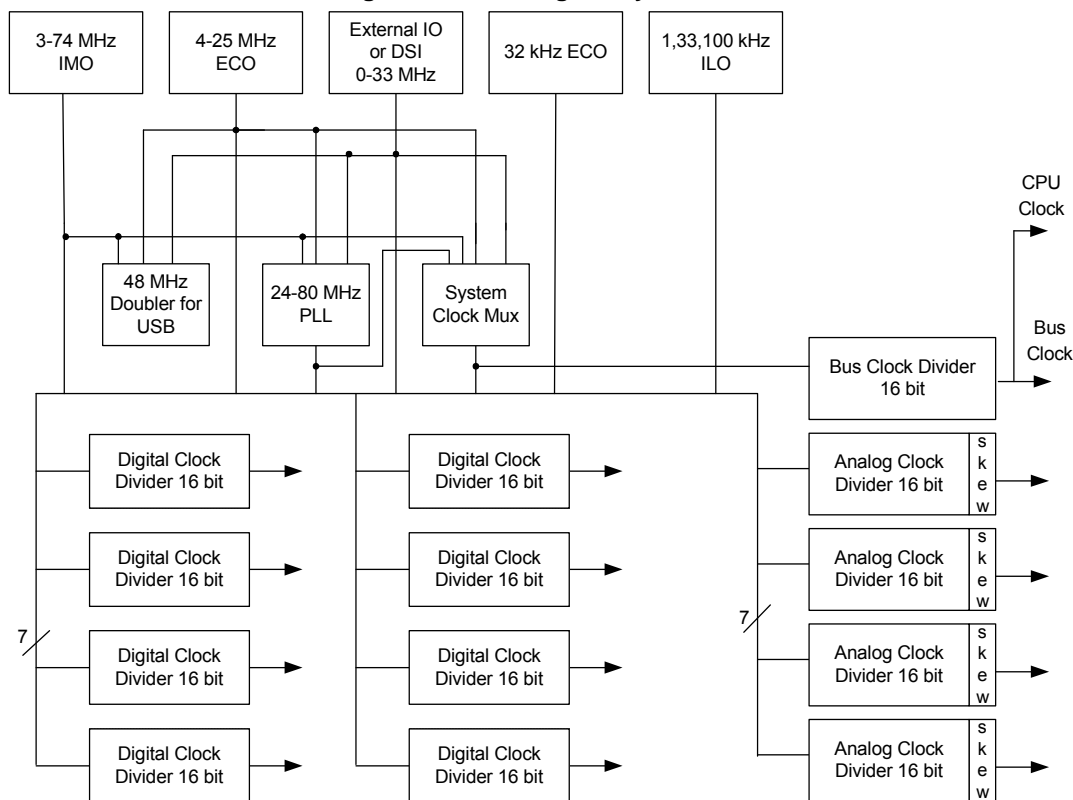 3-74 MHz
IMO
4-25 MHz
ECO
External IO
or DSI
0-33 MHz
32 kHz ECO
1,33,100 kHz
ILO
CPU
Clock
48 MHz
Doubler for
USB
24-80 MHz
PLL
System
Clock Mux
Bus
Clock
Bus Clock Divider
16 bit
Digital Clock
Divider 16 bit
Digital Clock
Divider 16 bit
Analog Clock
Divider 16 bit
s
k
e
w
Digital Clock
Divider 16 bit
Digital Clock
Divider 16 bit
Analog Clock
Divider 16 bit
s
k
e
w
7
7
Digital Clock
Divider 16 bit
Digital Clock
Divider 16 bit
Analog Clock
Divider 16 bit
s
k
e
w
Digital Clock
Divider 16 bit
Digital Clock
Divider 16 bit
Analog Clock
Divider 16 bit
s
k
e
w